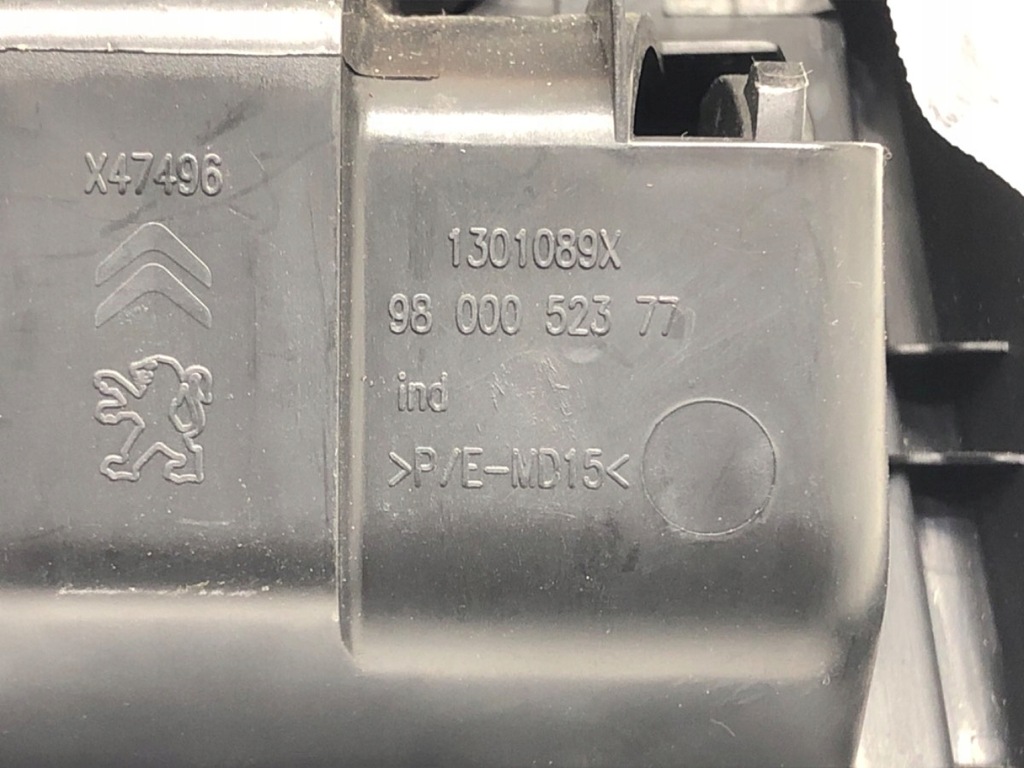 X47496
1301089X
98 000 523 77
ind
>P/E-MD15<